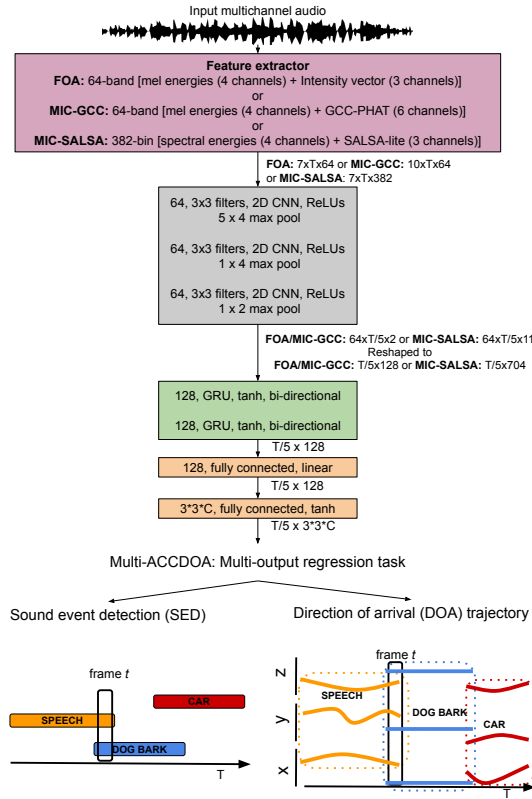 Input multichannel audio
Feature extractor
FOA: 64-band [mel energies (4 channels) + Intensity vector (3 channels)]
or
MIC-GCC: 64-band [mel energies (4 channels) + GCC-PHAT (6 channels)]
or
MIC-SALSA: 382-bin [spectral energies (4 channels) + SALSA-lite (3 channels)]
FOA: 7xTx64 or MIC-GCC: 10xTx64
or MIC-SALSA: 7xTx382
64, 3x3 filters, 2D CNN, ReLUs
5 x 4 max pool
64, 3x3 filters, 2D CNN, ReLUs
1 x 4 max pool
64, 3x3 filters, 2D CNN, ReLUs
1 x 2 max pool
FOA/MIC-GCC: 64xT/5x2 or MIC-SALSA: 64xT/5x11
Reshaped to
FOA/MIC-GCC: T/5x128 or MIC-SALSA: T/5x704
128, GRU, tanh, bi-directional
128, GRU, tanh, bi-directional
T/5 x 128
128, fully connected, linear
T/5 x 128
3*3*C, fully connected, tanh
T/5 x 3*3*C
Multi-ACCDOA: Multi-output regression task
Sound event detection (SED)
frame t
CAR
SPEECH
DOG BARK
T
Direction of arrival (DOA) trajectory
frame t
z
SPEECH
y
DOG BARK
CAR
x
T